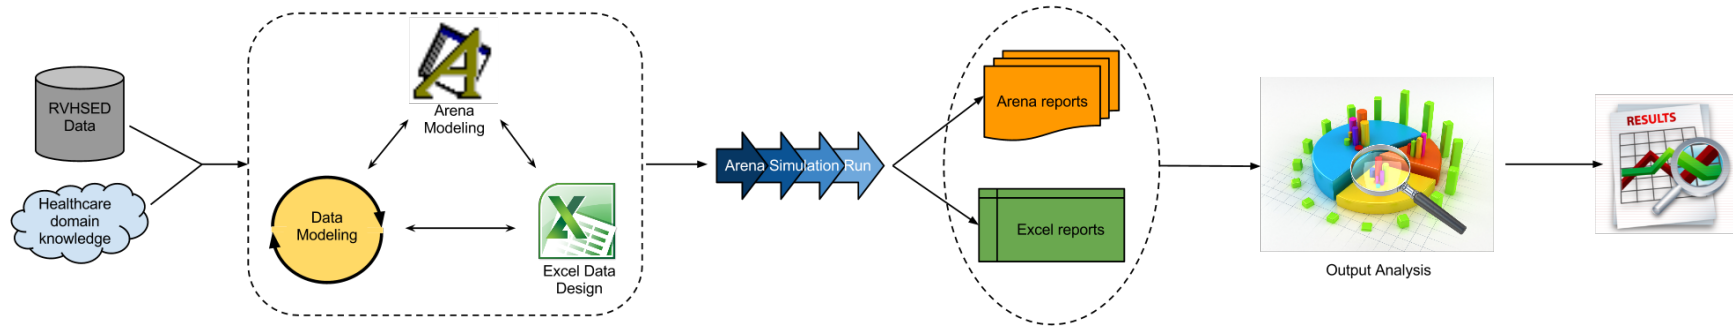 RVHSED
Data
Healthcare
domain
knowledge
Arena
Modeling
Data
Modeling
Excel Data
Design
Arena Simulation Run
Arena reports
Excel reports
Output Analysis
RESULTS